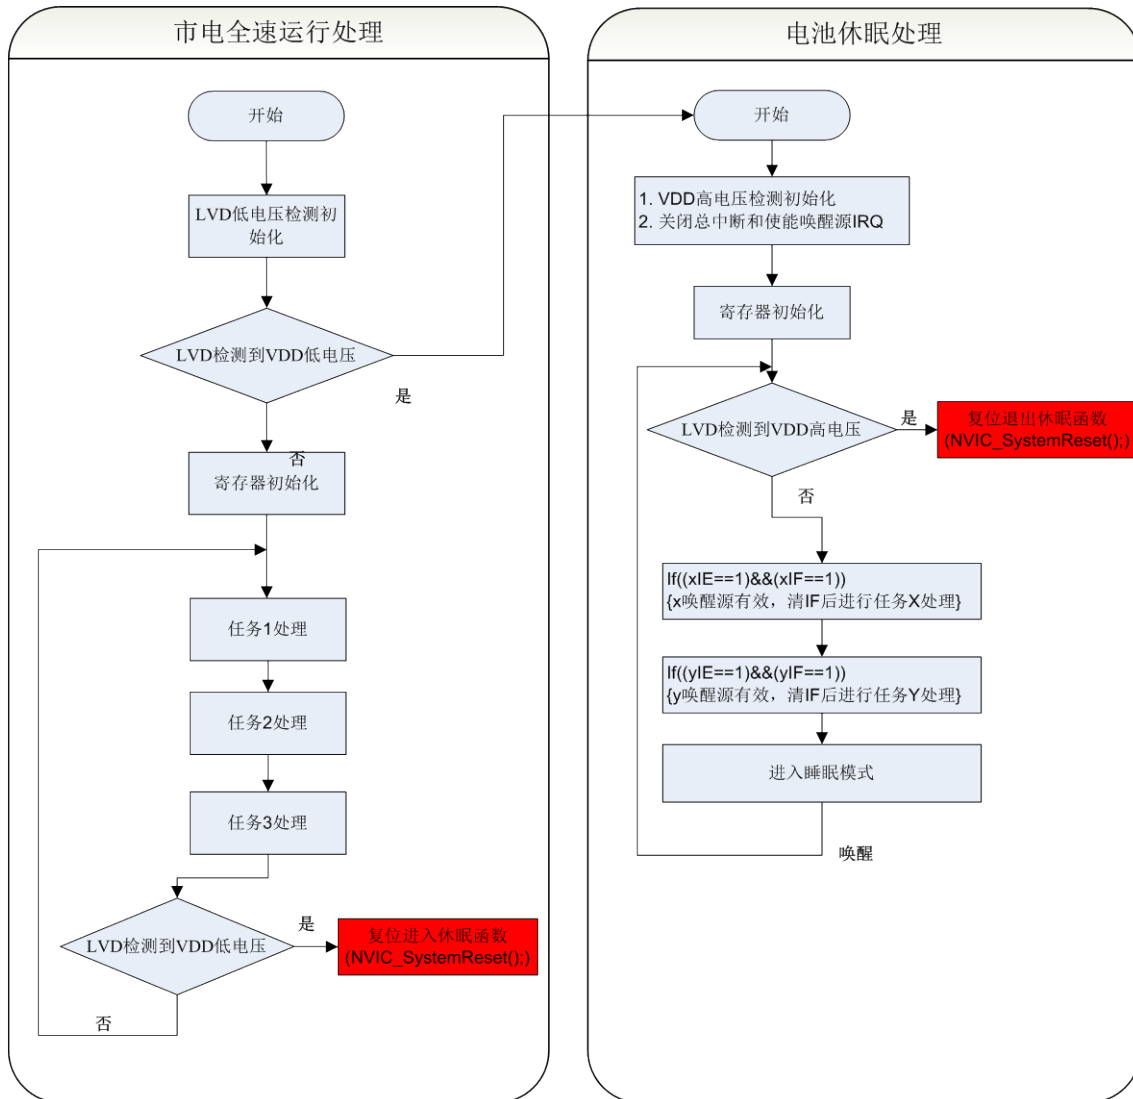 市电全速运行处理
开始
LVD低电压检测初
始化
LVD检测到VDD低电压
是
否
寄存器初始化
任务1处理
任务2处理
任务3处理
LVD检测到VDD低电压
是
复位进入休眠函数
(NVIC_SystemReset();)
否
电池休眠处理
开始
1. VDD高电压检测初始化
2. 关闭总中断和使能唤醒源IRQ
寄存器初始化
LVD检测到VDD高电压
是
复位退出休眠函数
(NVIC_SystemReset();)
否
If((xIE==1)&&(xIF==1))
{x唤醒源有效，清IF后进行任务X处理}
If((yIE==1)&&(yIF==1))
{y唤醒源有效，清IF后进行任务Y处理}
进入睡眠模式
唤醒